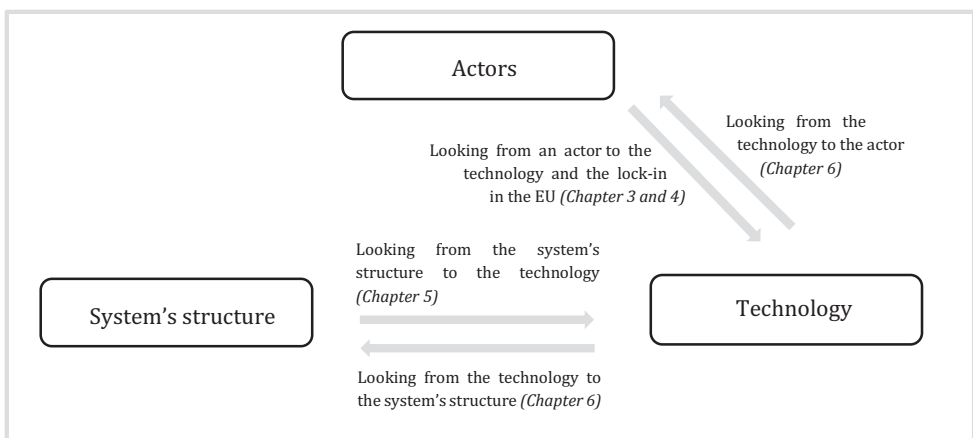 Actors
Looking from the
technology to the actor
(Chapter 6)
Looking from an actor to the
technology and the lock-in
in the EU (Chapter 3 and 4)
Looking from the system’s
structure to the technology
(Chapter 5)
System’s structure
Technology
Looking from the technology to
the system’s structure (Chapter 6)